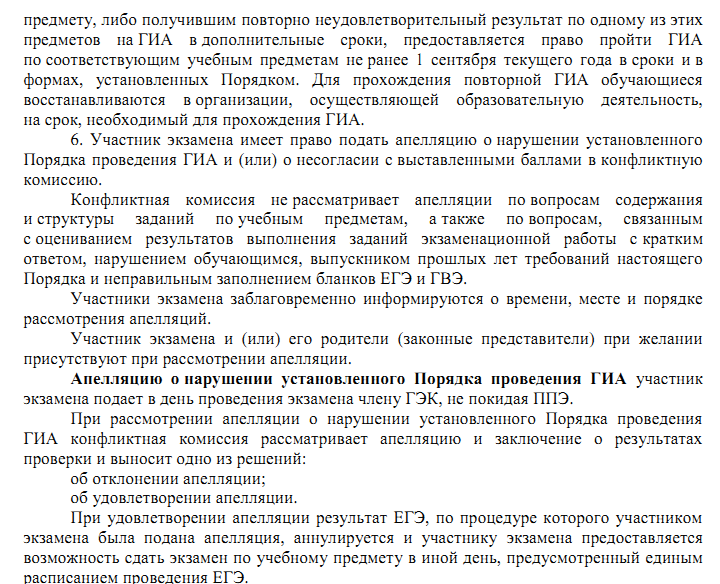 предмету, либо получившим повторно неудовлетворительный результат по одному из этих
предметов на ГИА в дополнительные сроки, предоставляется право пройти ГИА
по соответствующим учебным предметам не ранее 1 сентября текущего года в сроки и в
формах, установленных Порядком. Для прохождения повторной ГИА обучающиеся
восстанавливаются в организации, осуществляющей образовательную деятельность,
на срок, необходимый для прохождения ГИА.
6. Участник экзамена имеет право подать апелляцию о нарушении установленного
Порядка проведения ГИА и (или) о несогласии с выставленными баллами в конфликтную
комиссию.
Конфликтная комиссия не рассматривает апелляции по вопросам содержания
и структуры заданий по учебным предметам, а также по вопросам, связанным
с оцениванием результатов выполнения заданий экзаменационной работы с кратким
ответом, нарушением обучающимся, выпускником прошлых лет требований настоящего
Порядка и неправильным заполнением бланков ЕГЭ и ГВЭ.
Участники экзамена заблаговременно информируются о времени, месте и порядке
рассмотрения апелляций.
Участник экзамена и (или) его родители (законные представители) при желании
присутствуют при рассмотрении апелляции.
Апелляцию о нарушении установленного Порядка проведения ГИА участник
экзамена подает в день проведения экзамена члену ГЭК, не покидая ППЭ.
При рассмотрении апелляции о нарушении установленного Порядка проведения
ГИА конфликтная комиссия рассматривает апелляцию и заключение о результатах
проверки и выносит одно из решений:
об отклонении апелляции;
об удовлетворении апелляции.
При удовлетворении апелляции результат ЕГЭ, по процедуре которого участником
экзамена была подана апелляция, аннулируется и участнику экзамена предоставляется
возможность сдать экзамен по учебному предмету в иной день, предусмотренный единым
расписанием проведения ЕГЭ.